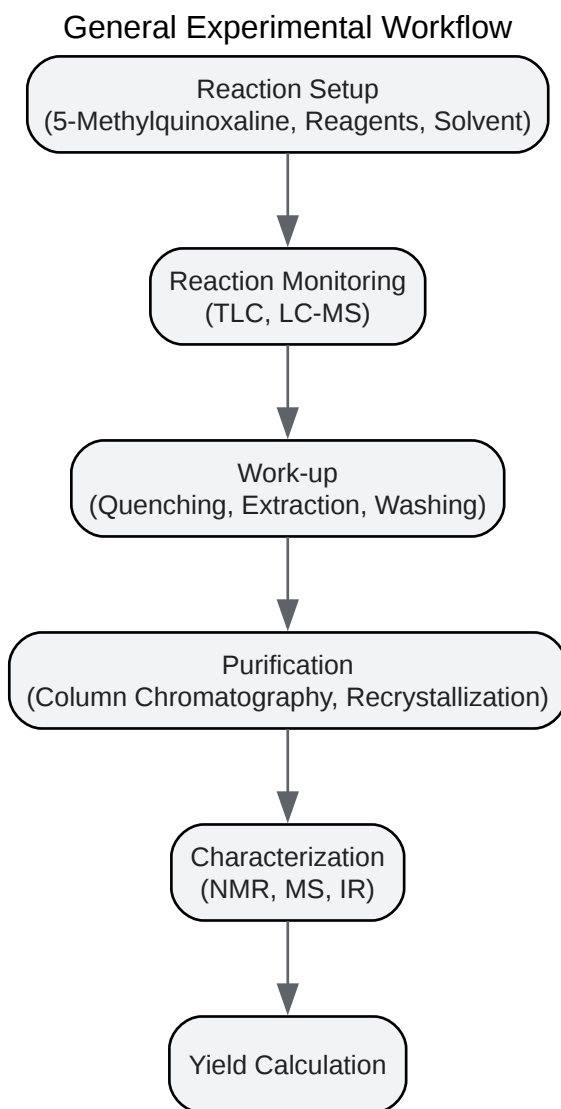 General Experimental Workflow
Reaction Setup
(5-Methylquinoxaline, Reagents, Solvent)
Reaction Monitoring
(TLC, LC-MS)
Work-up
(Quenching, Extraction, Washing)
Purification
(Column Chromatography, Recrystallization)
Characterization
(NMR, MS, IR)
Yield Calculation